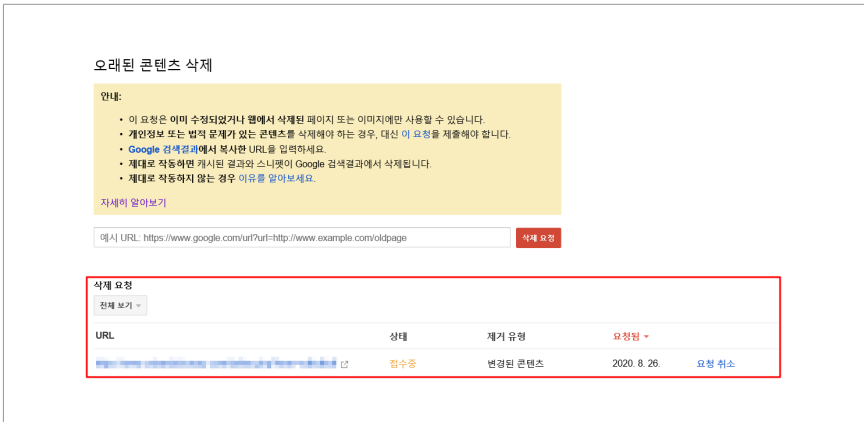 오래된 콘텐츠 삭제
안내:
• 이 요청은 이미 수정되었거나 웹에서 삭제된 페이지 또는 이미지에만 사용할 수 있습니다.
• 개인정보 또는 법적 문제가 있는 콘텐츠를 삭제해야 하는 경우, 대신 이 요청을 제출해야 합니다.
• Google 검색결과에서 복사한 URL을 입력하세요.
• 제대로 작동하면 캐시된 결과와 스니펫이 Google 검색결과에서 삭제됩니다.
• 제대로 작동하지 않는 경우 이유를 알아보세요.
자세히 알아보기
예시 URL: https://www.google.com/url?url=http://www.example.com/oldpage 삭제 요청
삭제 요청
전체 보기
URL 상태 제거 유형 요청됨
접수중 변경된 콘텐츠 2020. 8. 26. 요청 취소